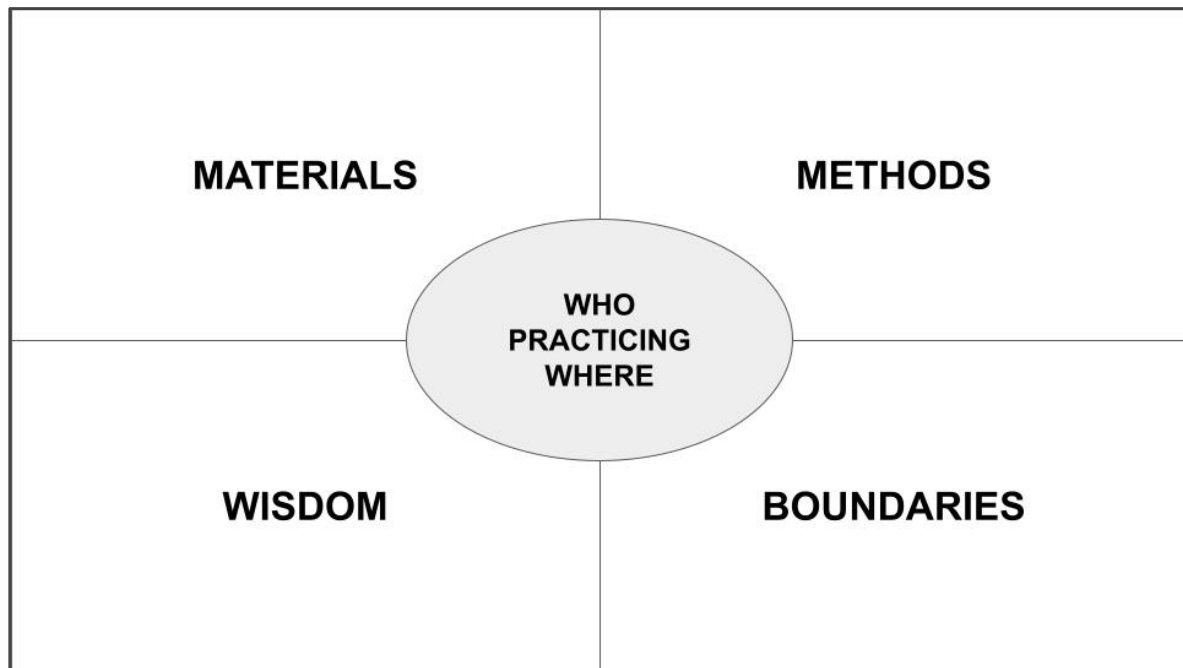 MATERIALS
METHODS
WHO
PRACTICING
WHERE
WISDOM
BOUNDARIES